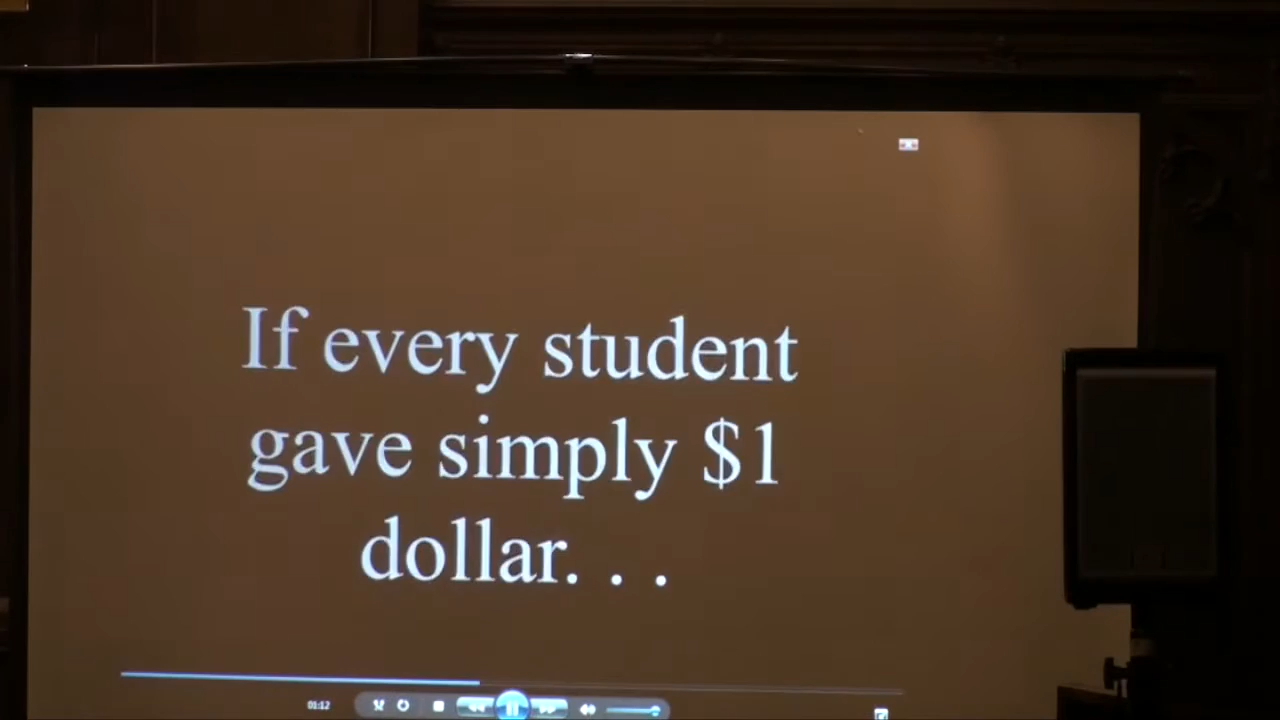 If every student
gave simply $1
dollar. . .
01:12